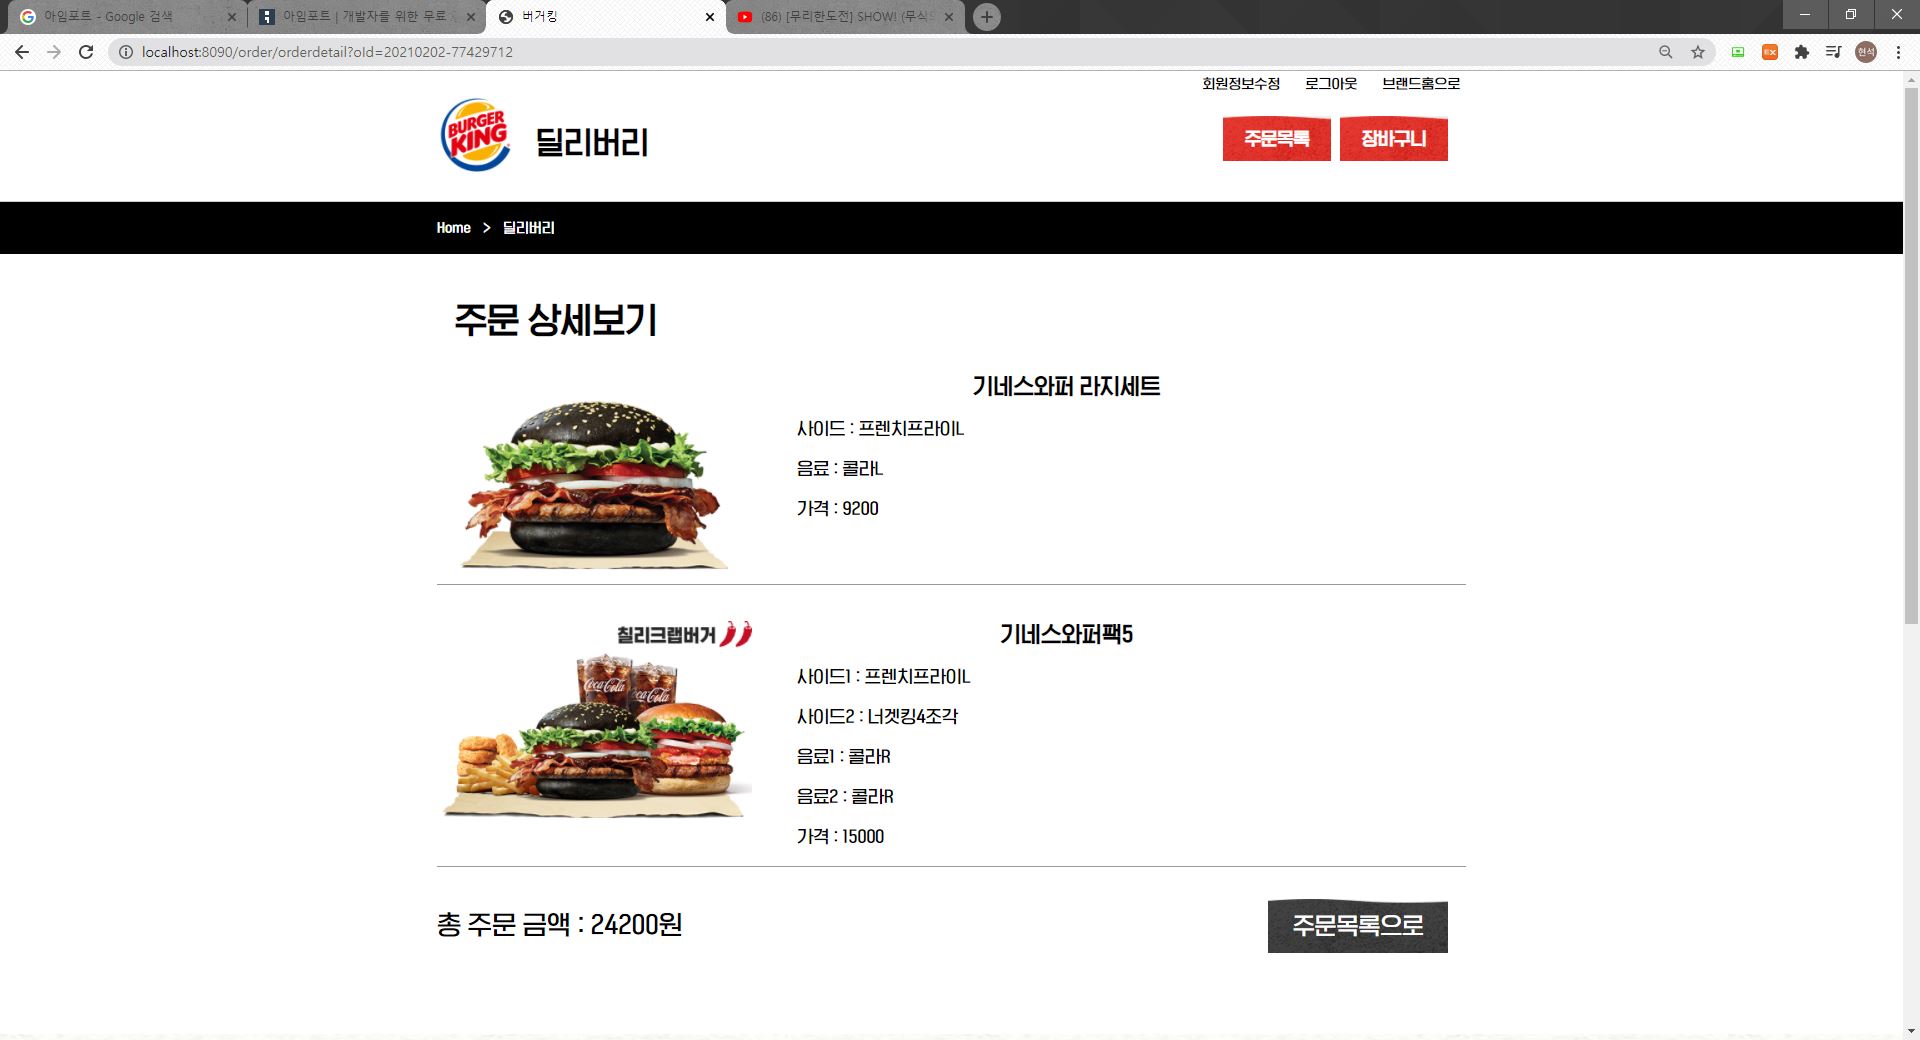 아임포트 - Google 검색
아임포트 | 개발자를 위한 무료
버거킹
(86) [무리한도전] SHOW! (무식
localhost:8090/order/orderdetail?oId=20210202-77429712
EX
현석
회원정보수정 로그아웃 브랜드홈으로
BURGER KING
딜리버리
주문목록 장바구니
Home > 딜리버리
주문 상세보기
기네스와퍼 라지세트
사이드 : 프렌치프라이L
음료 : 콜라L
가격 : 9200
칠리크랩버거
Coca-Cola
Coca-Cola
기네스와퍼팩5
사이드1 : 프렌치프라이L
사이드2 : 너겟킹4조각
음료1 : 콜라R
음료2 : 콜라R
가격 : 15000
총 주문 금액 : 24200원
주문목록으로